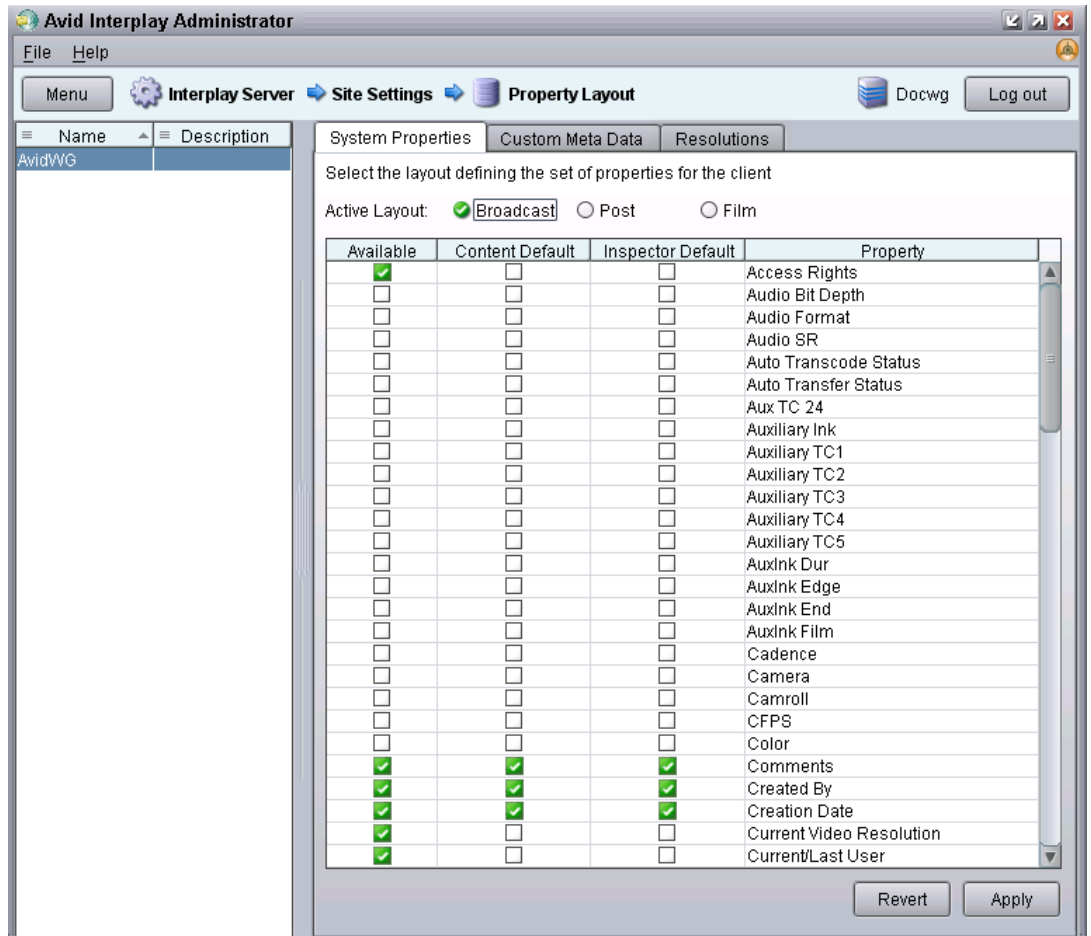 Avid Interplay Administrator
File Help
Menu Interplay Server Site Settings Property Layout Docwg Log out
Name Description
AvidWG
System Properties Custom Meta Data Resolutions
Select the layout defining the set of properties for the client
Active Layout: Broadcast Post Film
Available Content Default Inspector Default Property
Access Rights
Audio Bit Depth
Audio Format
Audio SR
Auto Transcode Status
Auto Transfer Status
Aux TC 24
Auxiliary Ink
Auxiliary TC1
Auxiliary TC2
Auxiliary TC3
Auxiliary TC4
Auxiliary TC5
AuxInk Dur
AuxInk Edge
AuxInk End
AuxInk Film
Cadence
Camera
Camroll
CFPS
Color
Comments
Created By
Creation Date
Current Video Resolution
Current/Last User
Revert Apply